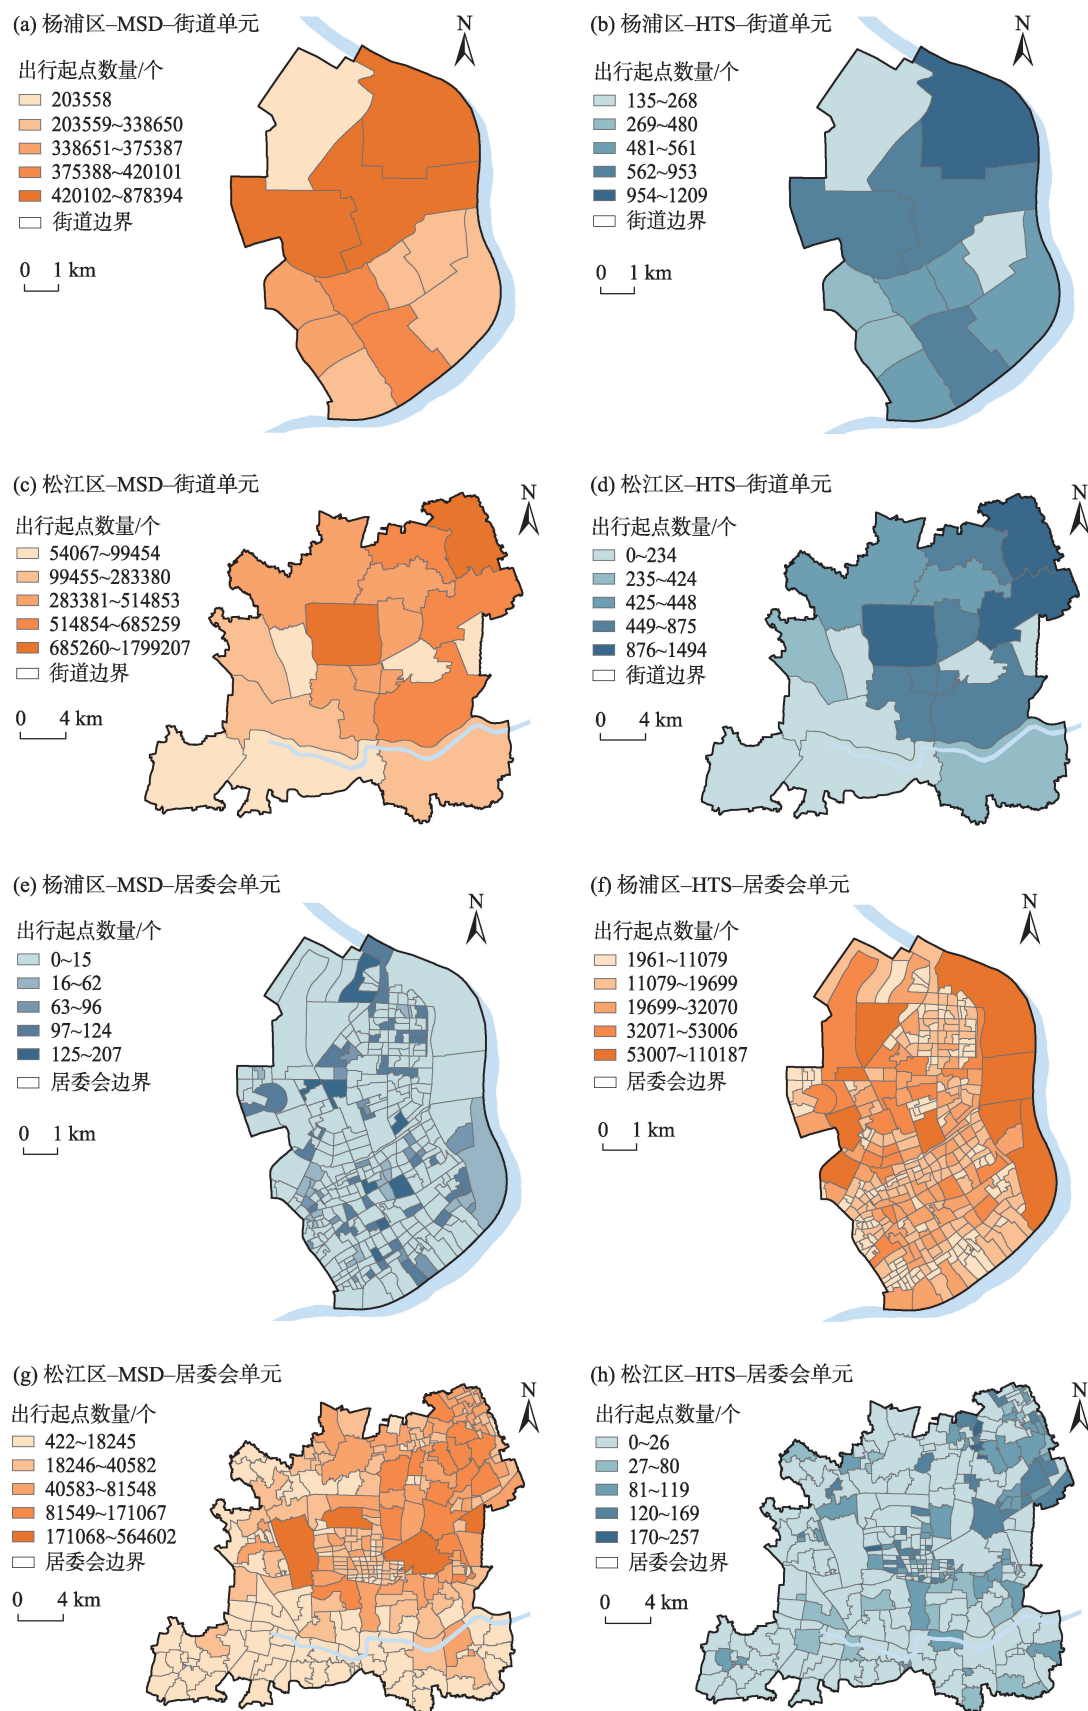 (a) 杨浦区–MSD–街道单元
N
出行起点数量/个
203558
203559~338650
338651~375387
375388~420101
420102~878394
街道边界
0 1 km
(b) 杨浦区–HTS–街道单元
N
出行起点数量/个
135~268
269~480
481~561
562~953
954~1209
街道边界
0 1 km
(c) 松江区–MSD–街道单元
N
出行起点数量/个
54067~99454
99455~283380
283381~514853
514854~685259
685260~1799207
街道边界
0 4 km
(d) 松江区–HTS–街道单元
N
出行起点数量/个
0~234
235~424
425~448
449~875
876~1494
街道边界
0 4 km
(e) 杨浦区–MSD–居委会单元
N
出行起点数量/个
0~15
16~62
63~96
97~124
125~207
居委会边界
0 1 km
(f) 杨浦区–HTS–居委会单元
N
出行起点数量/个
1961~11079
11079~19699
19699~32070
32071~53006
53007~110187
居委会边界
0 1 km
(g) 松江区–MSD–居委会单元
N
出行起点数量/个
422~18245
18246~40582
40583~81548
81549~171067
171068~564602
居委会边界
0 4 km
(h) 松江区–HTS–居委会单元
N
出行起点数量/个
0~26
27~80
81~119
120~169
170~257
居委会边界
0 4 km